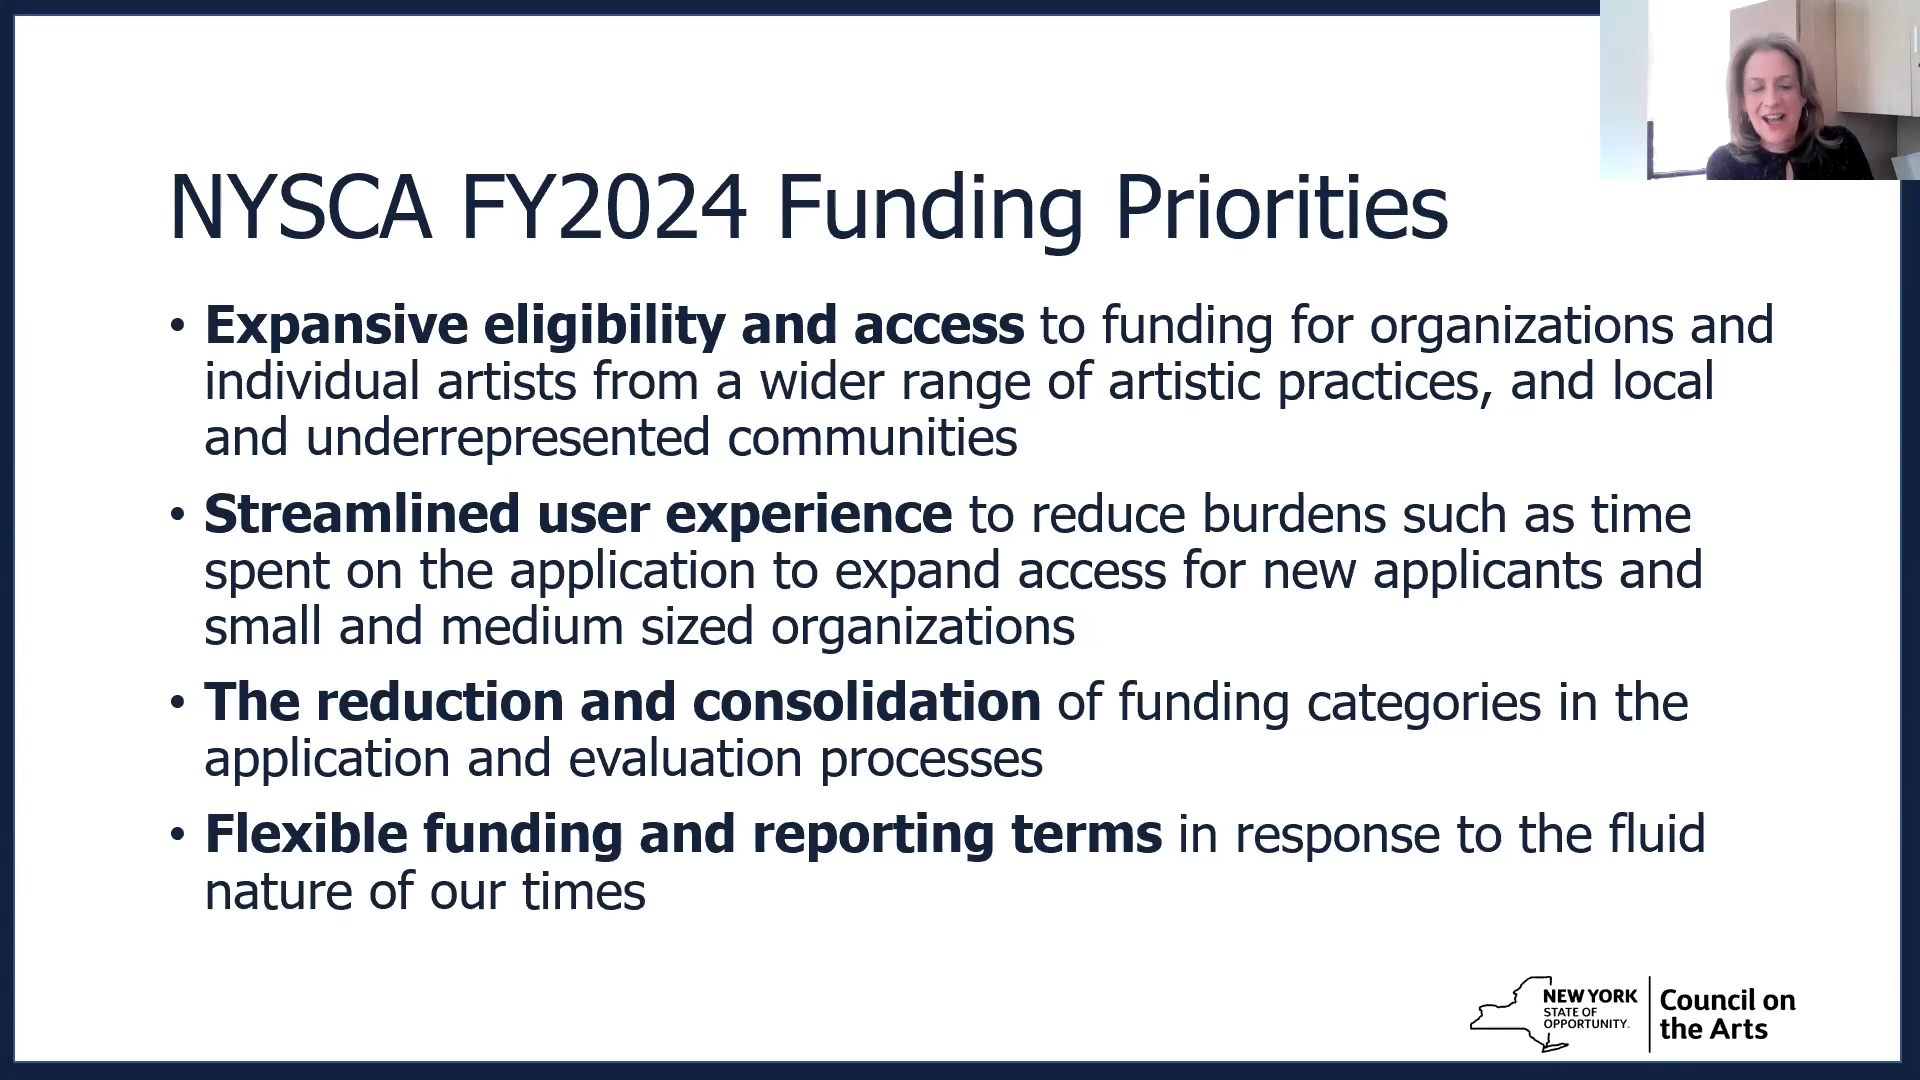 NYSCA FY2024 Funding Priorities
• Expansive eligibility and access to funding for organizations and
individual artists from a wider range of artistic practices, and local
and underrepresented communities
• Streamlined user experience to reduce burdens such as time
spent on the application to expand access for new applicants and
small and medium sized organizations
• The reduction and consolidation of funding categories in the
application and evaluation processes
• Flexible funding and reporting terms in response to the fluid
nature of our times
NEW YORK
STATE OF
OPPORTUNITY.
Council on
the Arts